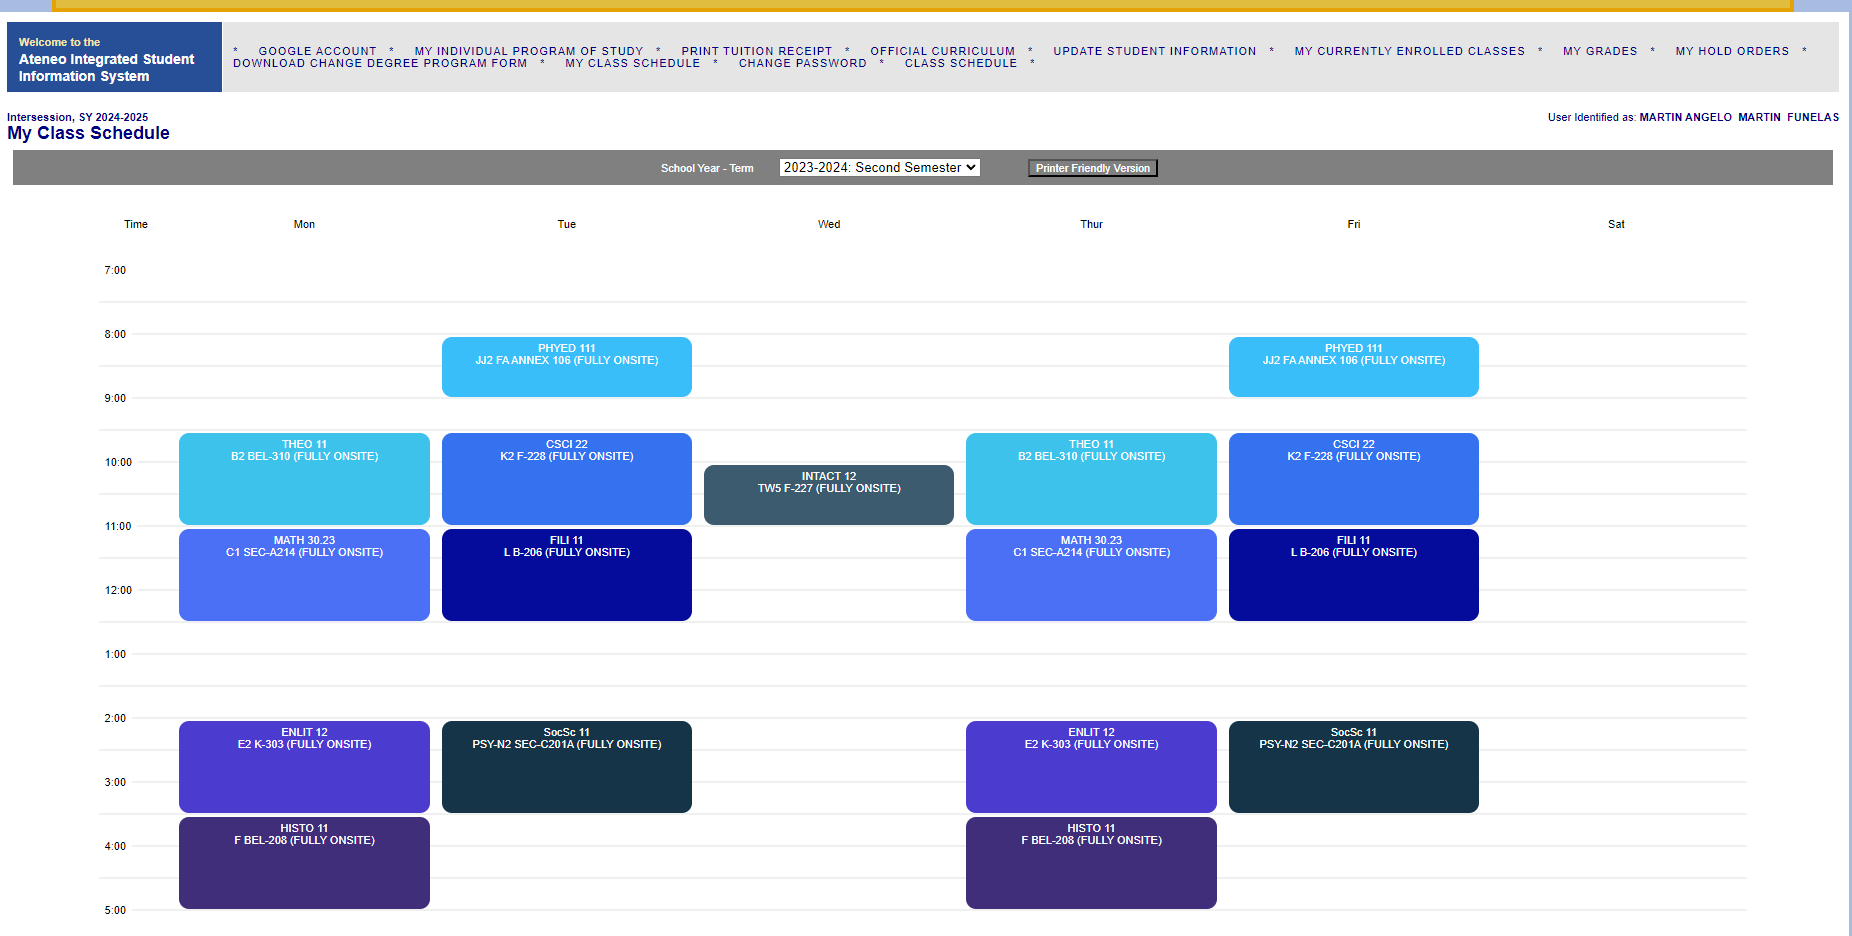 Welcome to the
Ateneo Integrated Student
Information System
* GOOGLE ACCOUNT * MY INDIVIDUAL PROGRAM OF STUDY * PRINT TUITION RECEIPT * OFFICIAL CURRICULUM * UPDATE STUDENT INFORMATION * MY CURRENTLY ENROLLED CLASSES * MY GRADES * MY HOLD ORDERS *
DOWNLOAD CHANGE DEGREE PROGRAM FORM * MY CLASS SCHEDULE * CHANGE PASSWORD * CLASS SCHEDULE *
Intersession, SY 2024-2025
User Identified as: MARTIN ANGELO MARTIN FUNELAS
My Class Schedule
School Year - Term 2023-2024: Second Semester Printer Friendly Version
Time Mon Tue Wed Thur Fri Sat
7:00
8:00
PHYED 111 PHYED 111
JJ2 FA ANNEX 106 (FULLY ONSITE) JJ2 FA ANNEX 106 (FULLY ONSITE)
9:00
THEO 11 CSCI 22 THEO 11 CSCI 22
B2 BEL-310 (FULLY ONSITE) K2 F-228 (FULLY ONSITE) B2 BEL-310 (FULLY ONSITE) K2 F-228 (FULLY ONSITE)
10:00
INTACT 12
TW5 F-227 (FULLY ONSITE)
11:00
MATH 30.23 FILI 11 MATH 30.23 FILI 11
C1 SEC-A214 (FULLY ONSITE) L B-206 (FULLY ONSITE) C1 SEC-A214 (FULLY ONSITE) L B-206 (FULLY ONSITE)
12:00
1:00
2:00
ENLIT 12 SocSc 11 ENLIT 12 SocSc 11
E2 K-303 (FULLY ONSITE) PSY-N2 SEC-C201A (FULLY ONSITE) E2 K-303 (FULLY ONSITE) PSY-N2 SEC-C201A (FULLY ONSITE)
3:00
HISTO 11 HISTO 11
F BEL-208 (FULLY ONSITE) F BEL-208 (FULLY ONSITE)
4:00
5:00